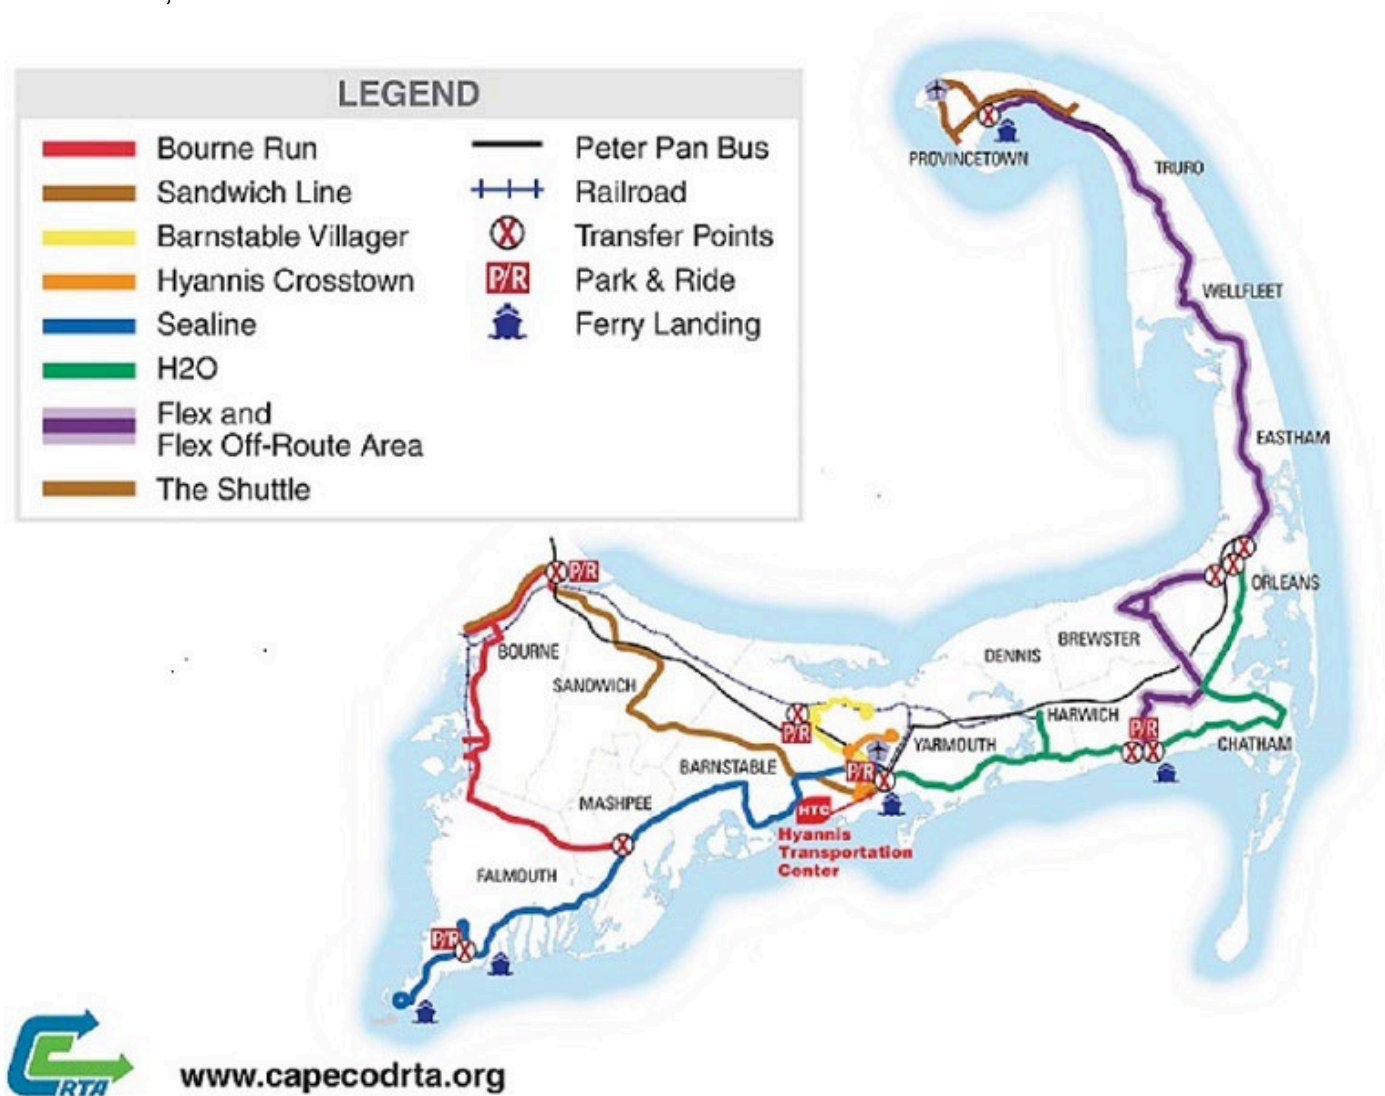 LEGEND
Bourne Run
Sandwich Line
Barnstable Villager
Hyannis Crosstown
Sealine
H2O
Flex and
Flex Off-Route Area
The Shuttle
Peter Pan Bus
Railroad
X Transfer Points
P/R Park & Ride
Ferry Landing
PROVINCETOWN
TRURO
WELLFLEET
EASTHAM
ORLEANS
BREWSTER
DENNIS
HARWICH
P/R
CHATHAM
YARMOUTH
P/R
BOURNE
SANDWICH
P/R
BARNSTABLE
P/R
MASHPEE
HTC
Hyannis
Transportation
Center
FALMOUTH
P/R
RTA
www.capecodrta.org